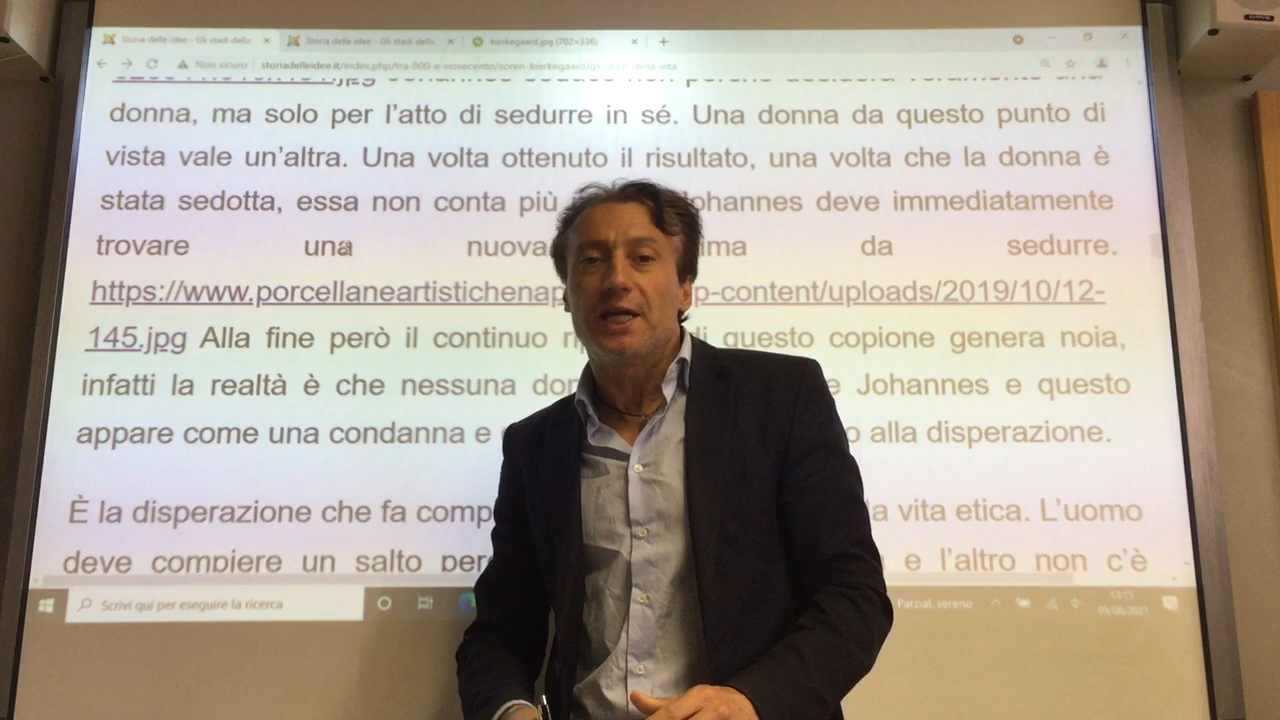 Storia delle idee - Gli stadi della
Storia delle idee - Gli stadi della
kierkegaard.jpg (702×336)
Non sicuro | storiadelleidee.it/index.php/tra-800-e-novecento/soren-kierkegaard/gli-stadi-della-vita
donna, ma solo per l'atto di sedurre in sé. Una donna da questo punto di
vista vale un'altra. Una volta ottenuto il risultato, una volta che la donna è
stata sedotta, essa non conta più Johannes deve immediatamente
trovare una nuova da sedurre.
https://www.porcellaneartistichenap p-content/uploads/2019/10/12-
145.jpg Alla fine però il continuo di questo copione genera noia,
infatti la realtà è che nessuna Johannes e questo
appare come una condanna e alla disperazione.
È la disperazione che fa la vita etica. L'uomo
deve compiere un salto e l'altro non c'è
Scrivi qui per eseguire la ricerca
Parzial. sereno
13:15
05/08/2021